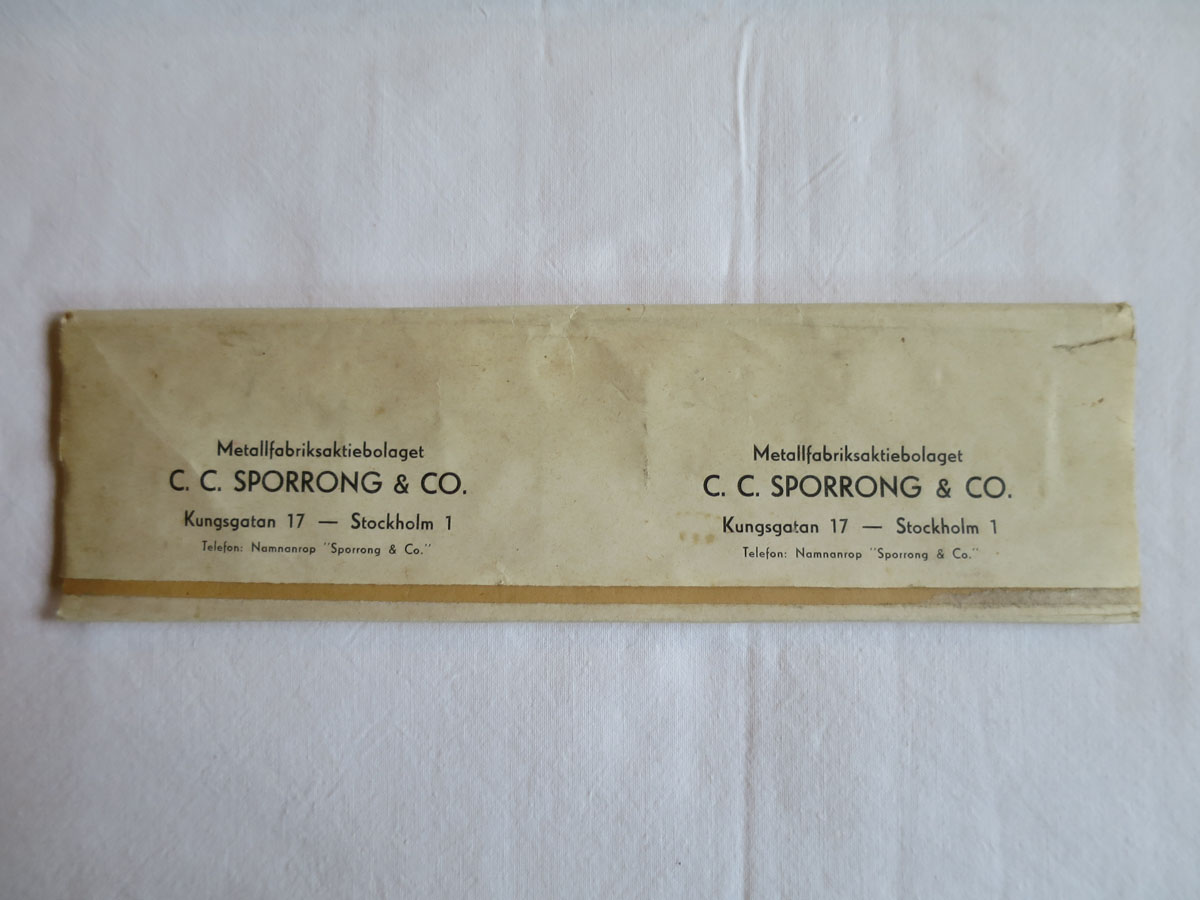 Metallfabriksaktiebolaget
C. C. SPORRONG & CO.
Kungsgatan 17 — Stockholm 1
Telefon: Namnanrop "Sporrong & Co."
Metallfabriksaktiebolaget
C. C. SPORRONG & CO.
Kungsgatan 17 — Stockholm 1
Telefon: Namnanrop "Sporrong & Co."